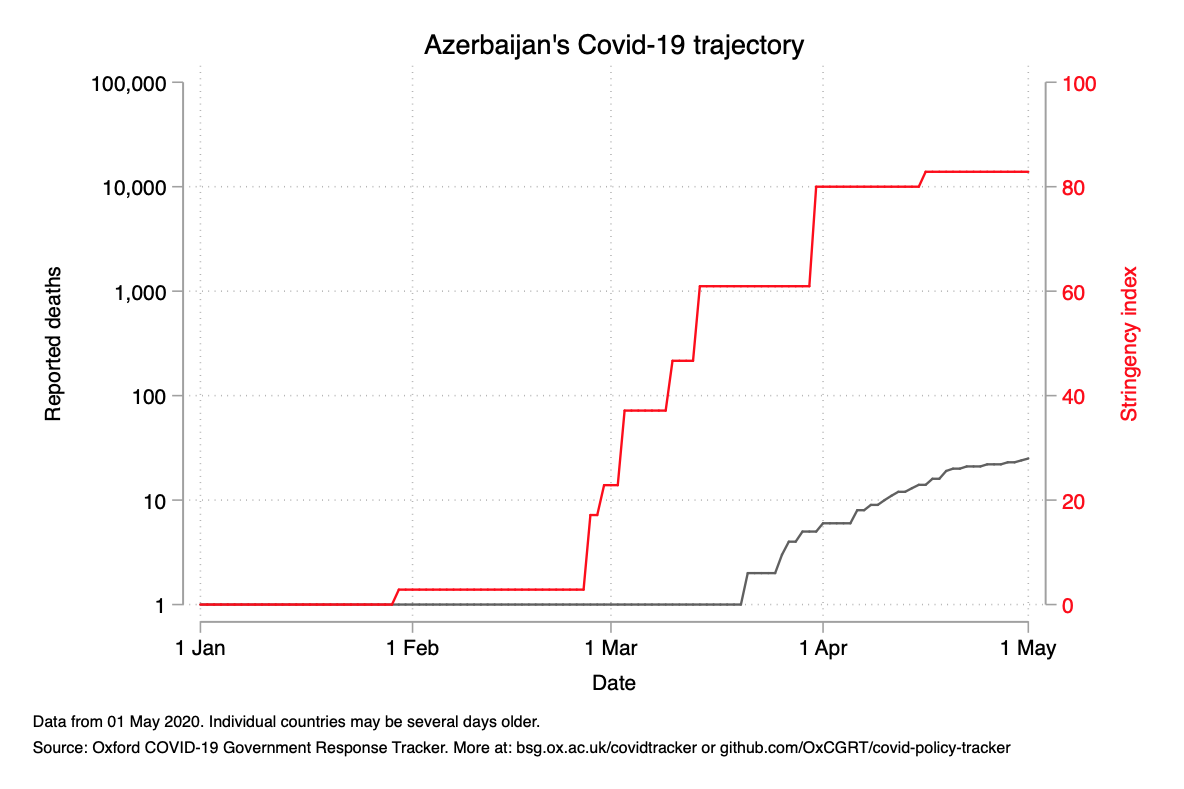 Azerbaijan's Covid-19 trajectory
100,000
10,000
1,000
100
10
1
Reported deaths
100
80
60
40
20
0
Stringency index
1 Jan
1 Feb
1 Mar
1 Apr
1 May
Date
Data from 01 May 2020. Individual countries may be several days older.
Source: Oxford COVID-19 Government Response Tracker. More at: bsg.ox.ac.uk/covidtracker or github.com/OxCGRT/covid-policy-tracker